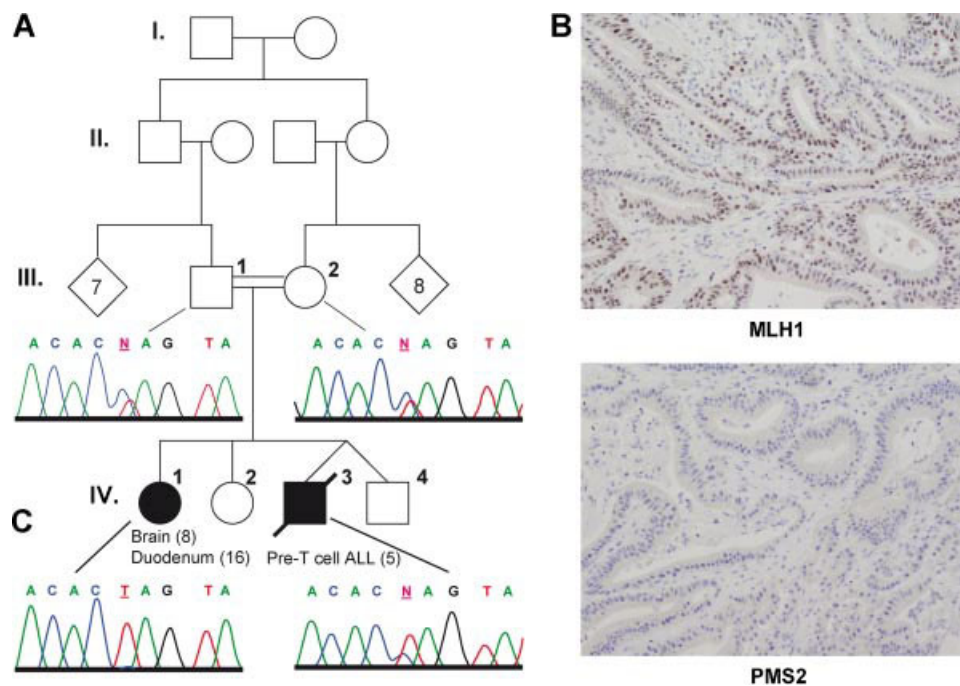 A
B
I.
II.
III.
1
2
7
8
A C A C N A G T A
A C A C N A G T A
MLH1
1
2
3
4
IV.
C
Brain (8)
Duodenum (16)
Pre-T cell ALL (5)
A C A C T A G T A
A C A C N A G T A
PMS2